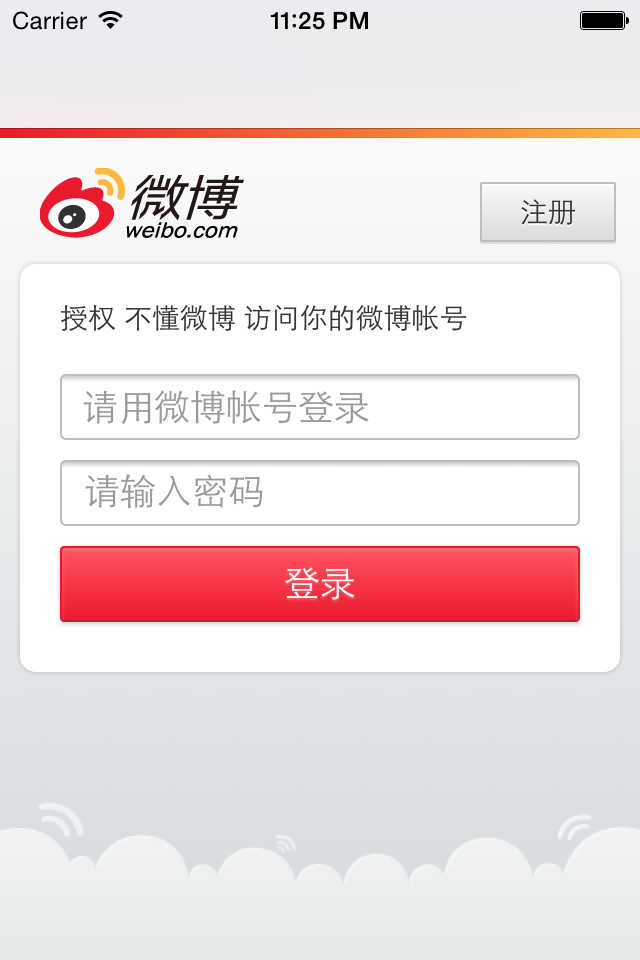 Carrier 11:25 PM
微博
weibo.com
注册
授权 不懂微博 访问你的微博帐号
请用微博帐号登录
请输入密码
登录